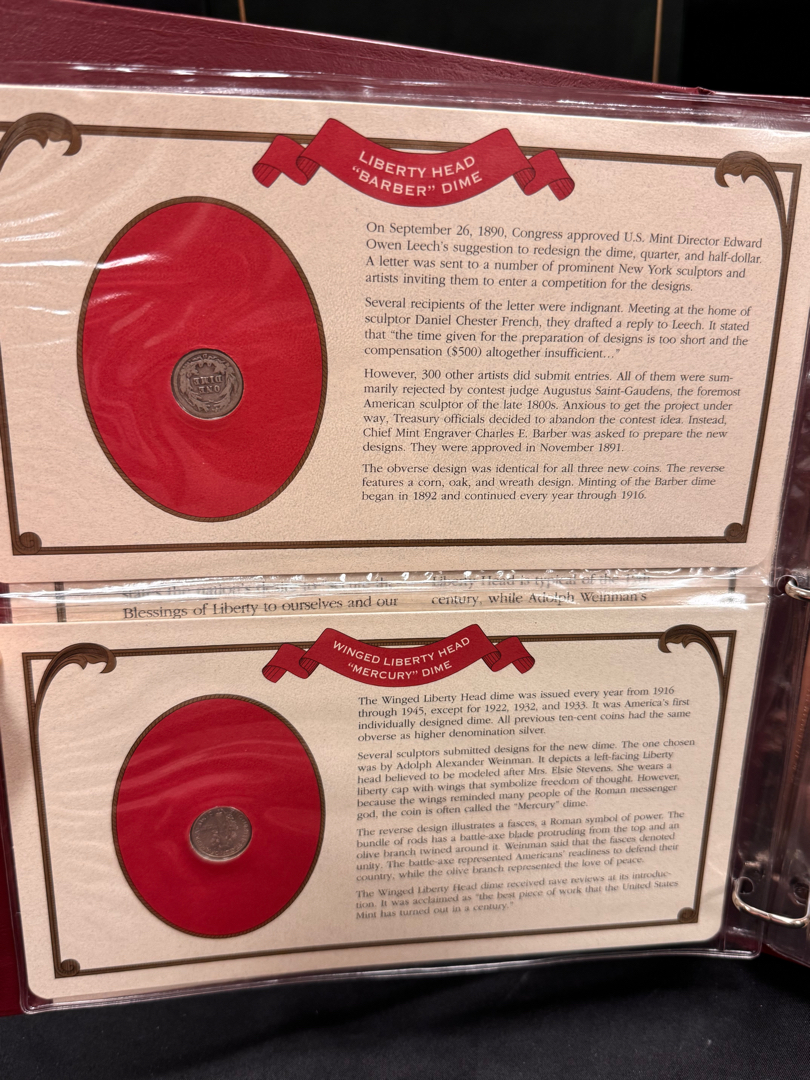 LIBERTY HEAD
"BARBER" DIME
On September 26, 1890, Congress approved U.S. Mint Director Edward
Owen Leech's suggestion to redesign the dime, quarter, and half-dollar.
A letter was sent to a number of prominent New York sculptors and
artists inviting them to enter a competition for the designs.
Several recipients of the letter were indignant. Meeting at the home of
sculptor Daniel Chester French, they drafted a reply to Leech. It stated
that "the time given for the preparation of designs is too short and the
compensation ($500) altogether insufficient..."
However, 300 other artists did submit entries. All of them were sum-
marily rejected by contest judge Augustus Saint-Gaudens, the foremost
American sculptor of the late 1800s. Anxious to get the project under
way, Treasury officials decided to abandon the contest idea. Instead,
Chief Mint Engraver Charles E. Barber was asked to prepare the new
designs. They were approved in November 1891.
The obverse design was identical for all three new coins. The reverse
features a corn, oak, and wreath design. Minting of the Barber dime
began in 1892 and continued every year through 1916.
ONE
DIME
Liberty Head is typical of the
Blessings of Liberty to ourselves and our
century, while Adolph Weinman's
WINGED LIBERTY HEAD
"MERCURY" DIME
The Winged Liberty Head dime was issued every year from 1916
through 1945, except for 1922, 1932, and 1933. It was America's first
individually designed dime. All previous ten-cent coins had the same
obverse as higher denomination silver.
Several sculptors submitted designs for the new dime. The one chosen
was by Adolph Alexander Weinman. It depicts a left-facing Liberty
head believed to be modeled after Mrs. Elsie Stevens. She wears a
liberty cap with wings that symbolize freedom of thought. However,
because the wings reminded many people of the Roman messenger
god, the coin is often called the "Mercury" dime.
The reverse design illustrates a fasces, a Roman symbol of power. The
bundle of rods has a battle-axe blade protruding from the top and an
olive branch twined around it. Weinman said that the fasces denoted
unity. The battle-axe represented Americans' readiness to defend their
country, while the olive branch represented the love of peace.
The Winged Liberty Head dime received rave reviews at its introduc-
tion. It was acclaimed as "the best piece of work that the United States
Mint has turned out in a century."